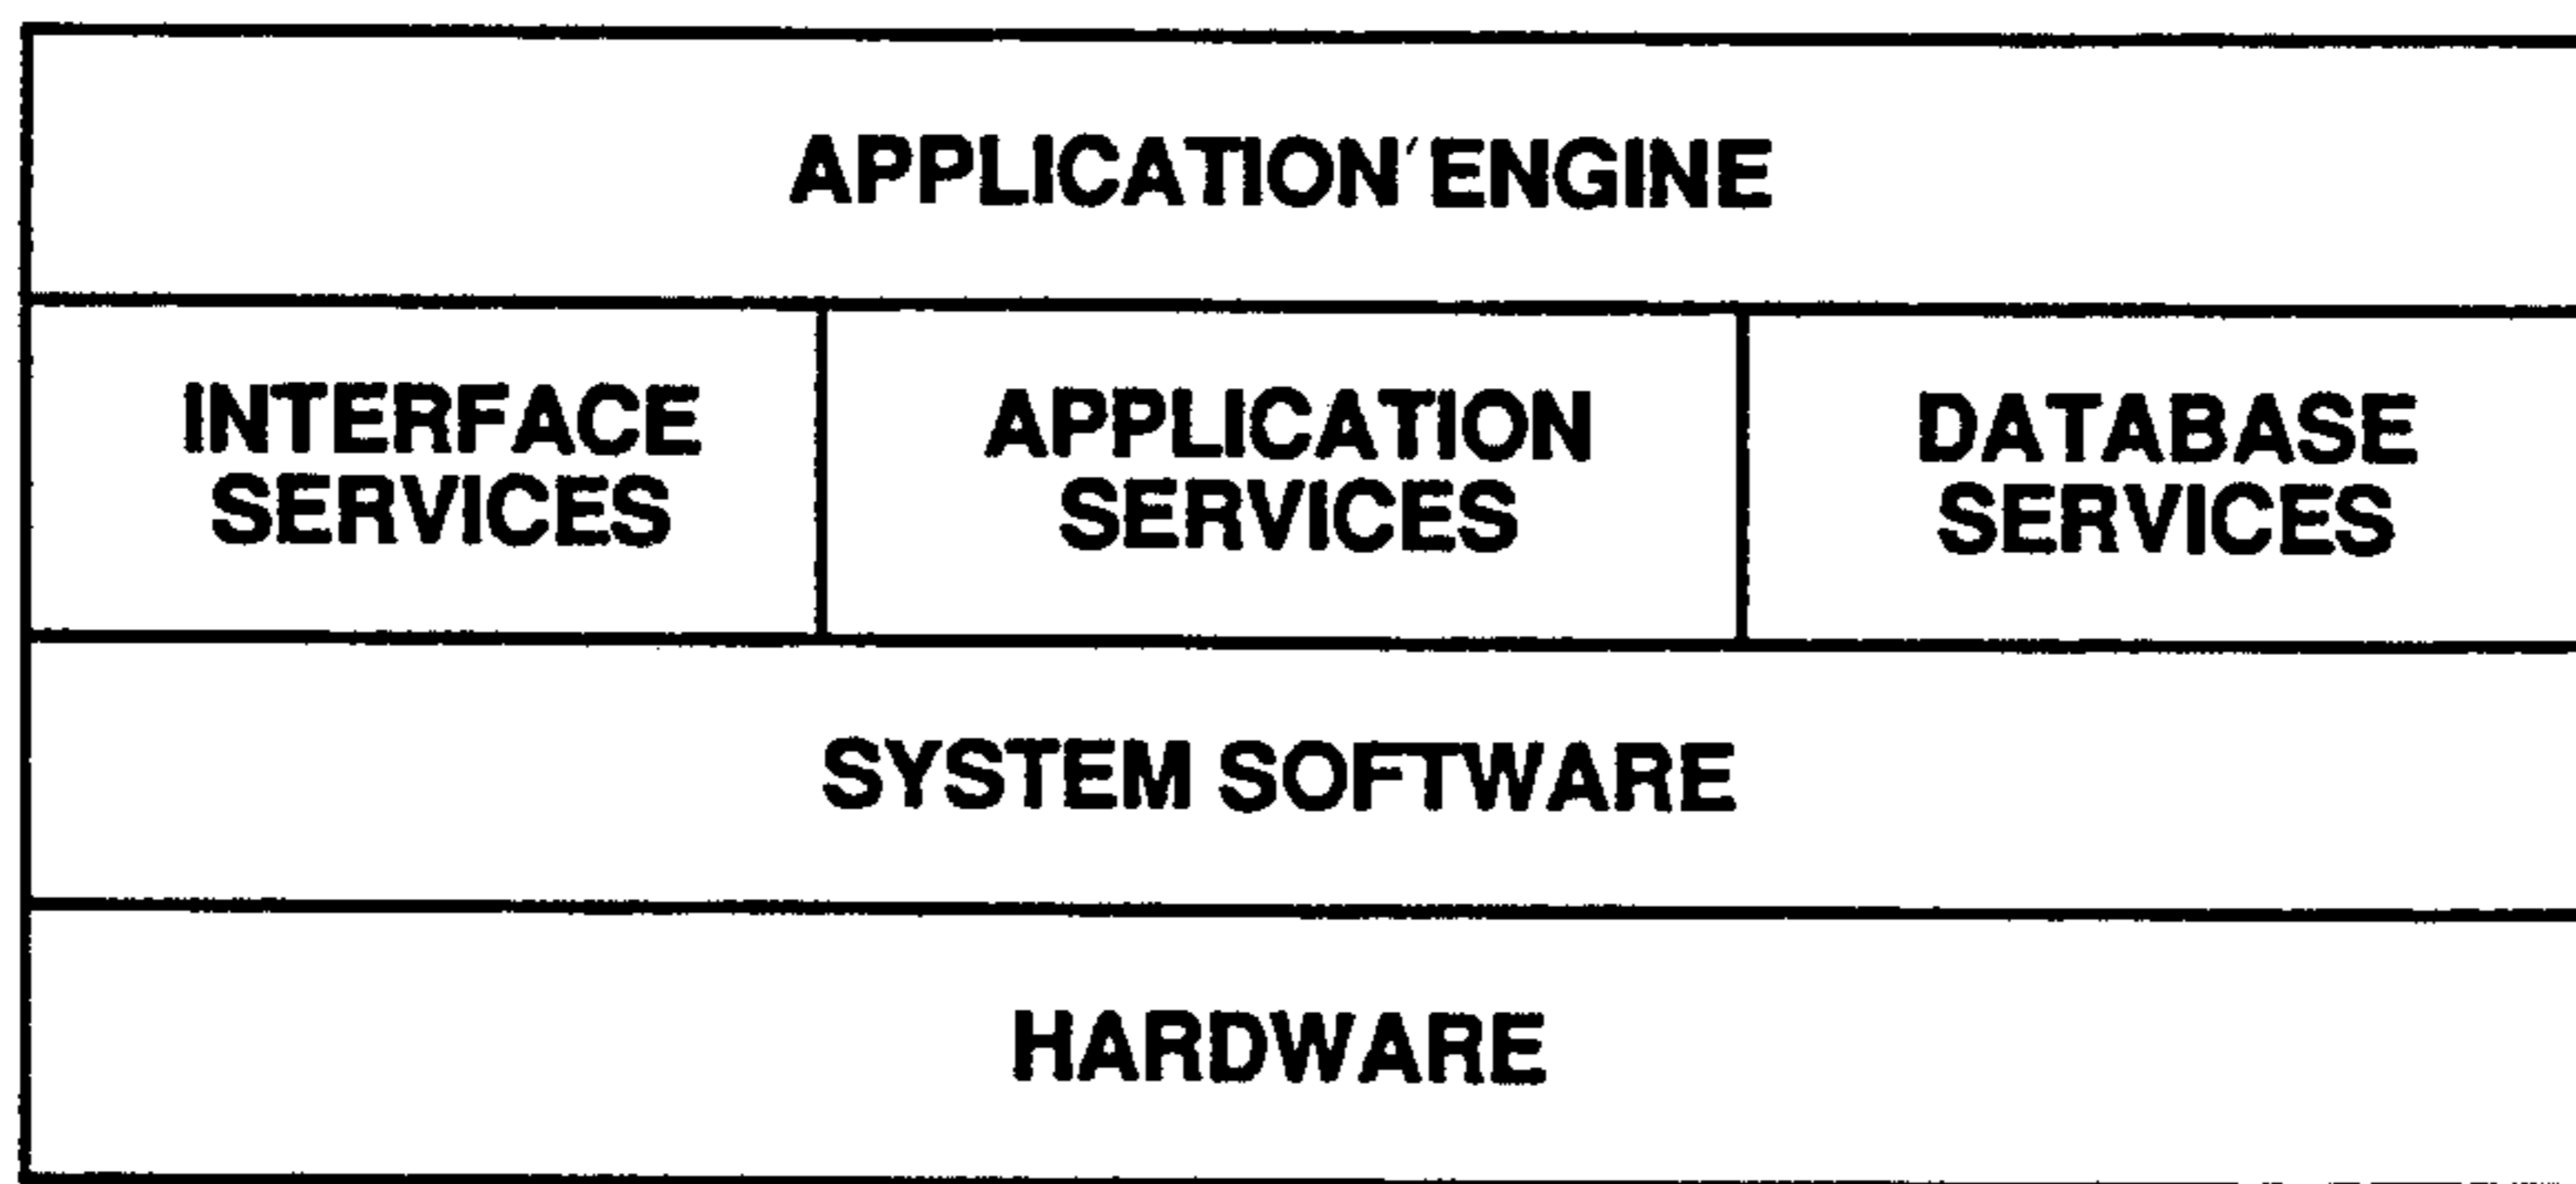 APPLICATION ENGINE
INTERFACE
SERVICES
APPLICATION
SERVICES
DATABASE
SERVICES
SYSTEM SOFTWARE
HARDWARE